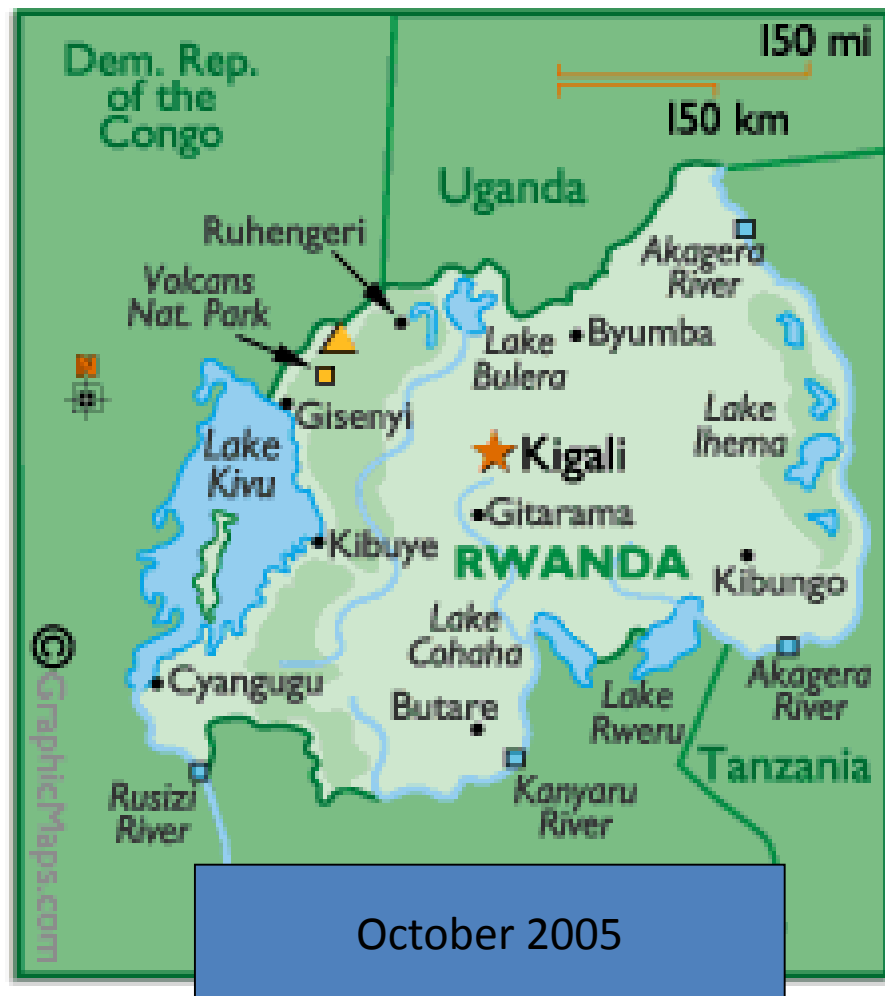 Dem. Rep.
of the
Congo
150 mi
150 km
Uganda
Ruhengeri
Volcans
Nat. Park
Akagera
River
Lake
Bulera
Byumba
N
Gisenyi
Lake
Kivu
Lake
Ihema
Kigali
Gitarama
Kibuye
RWANDA
Kibungo
Lake
Cohaha
Cyangugu
Butare
Lake
Rweru
Akagera
River
Tanzania
Rusizi
River
Kanyaru
River
©GraphicMaps.com
October 2005